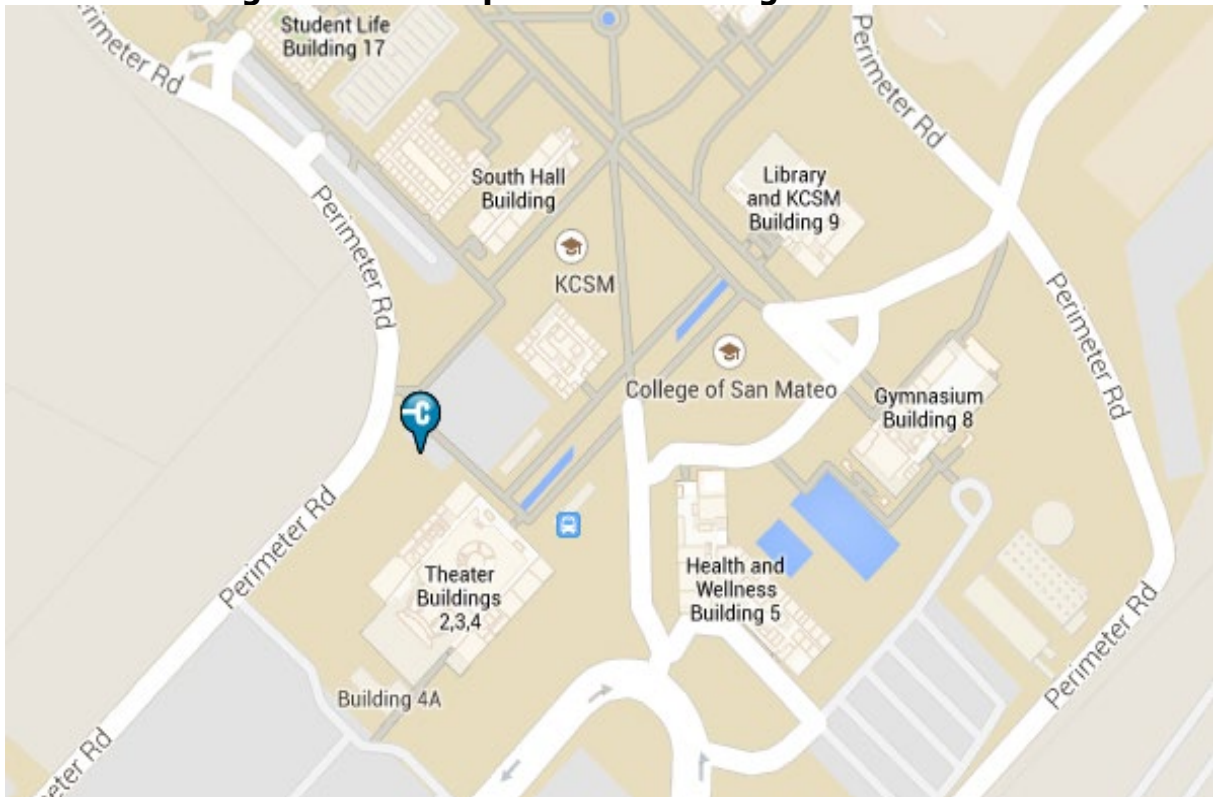 Student Life
Building 17
Perimeter Rd
Perimeter Rd
South Hall
Building
Library
and KCSM
Building 9
Perimeter Rd
KCSM
Perimeter Rd
College of San Mateo
Gymnasium
Building 8
C
Perimeter Rd
Theater
Buildings
2,3,4
Health and
Wellness
Building 5
Perimeter Rd
Building 4A